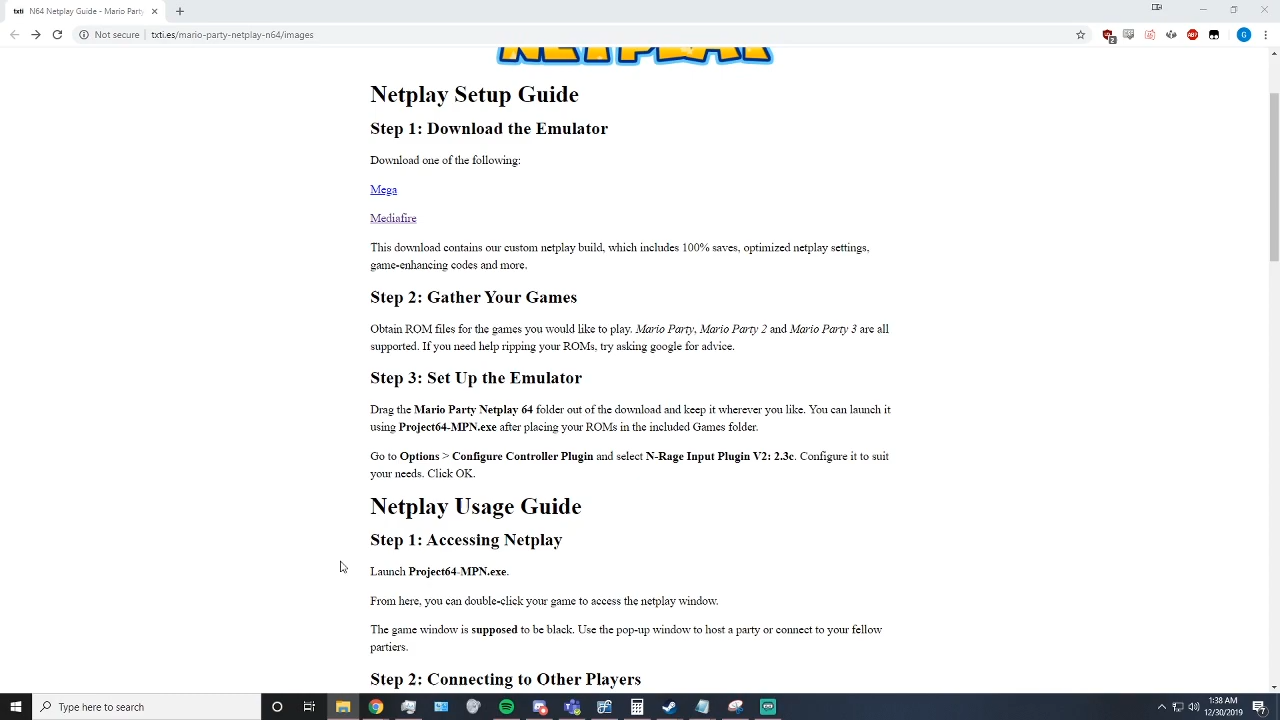 txti N64 Netplay Guide - Mario Party
Not secure | txti.es/mario-party-netplay-n64/images
2
G
NETPLAY
Netplay Setup Guide
Step 1: Download the Emulator
Download one of the following:
Mega
Mediafire
This download contains our custom netplay build, which includes 100% saves, optimized netplay settings,
game-enhancing codes and more.
Step 2: Gather Your Games
Obtain ROM files for the games you would like to play. Mario Party, Mario Party 2 and Mario Party 3 are all
supported. If you need help ripping your ROMs, try asking google for advice.
Step 3: Set Up the Emulator
Drag the Mario Party Netplay 64 folder out of the download and keep it wherever you like. You can launch it
using Project64-MPN.exe after placing your ROMs in the included Games folder.
Go to Options > Configure Controller Plugin and select N-Rage Input Plugin V2: 2.3c. Configure it to suit
your needs. Click OK.
Netplay Usage Guide
Step 1: Accessing Netplay
Launch Project64-MPN.exe.
From here, you can double-click your game to access the netplay window.
The game window is supposed to be black. Use the pop-up window to host a party or connect to your fellow
partiers.
Step 2: Connecting to Other Players
Type here to search
1:38 AM
12/30/2019